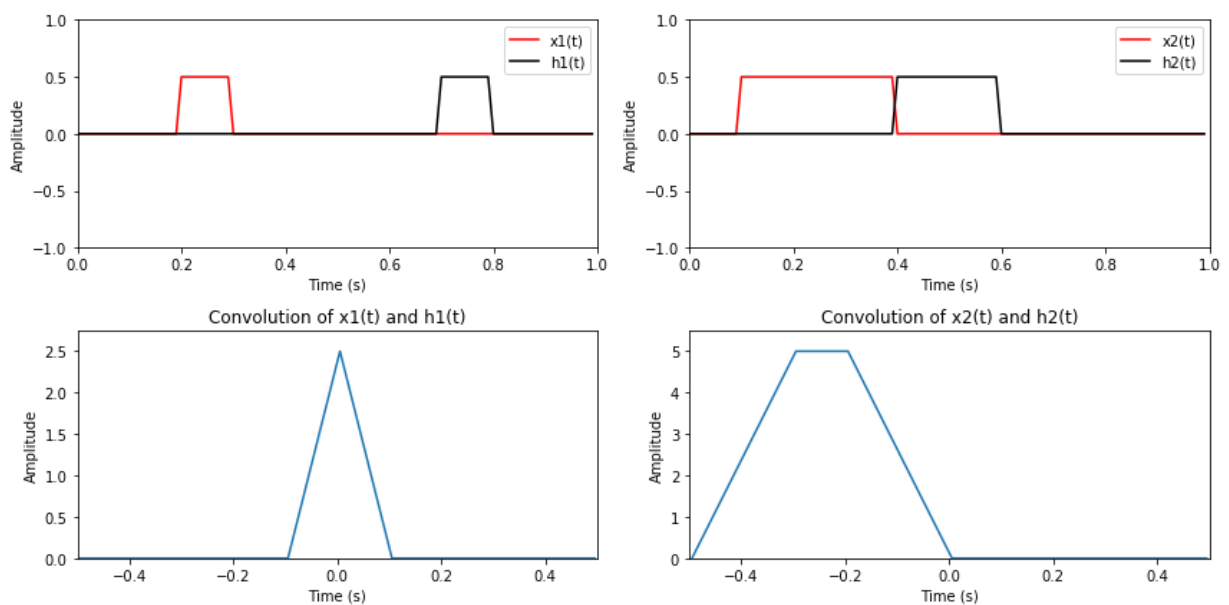 1.0
0.5
0.0
−0.5
−1.0
Amplitude
x1(t)
h1(t)
0.0 0.2 0.4 0.6 0.8 1.0
Time (s)
1.0
0.5
0.0
−0.5
−1.0
Amplitude
x2(t)
h2(t)
0.0 0.2 0.4 0.6 0.8 1.0
Time (s)
Convolution of x1(t) and h1(t)
2.5
2.0
1.5
1.0
0.5
0.0
Amplitude
−0.4 −0.2 0.0 0.2 0.4
Time (s)
Convolution of x2(t) and h2(t)
5
4
3
2
1
0
Amplitude
−0.4 −0.2 0.0 0.2 0.4
Time (s)